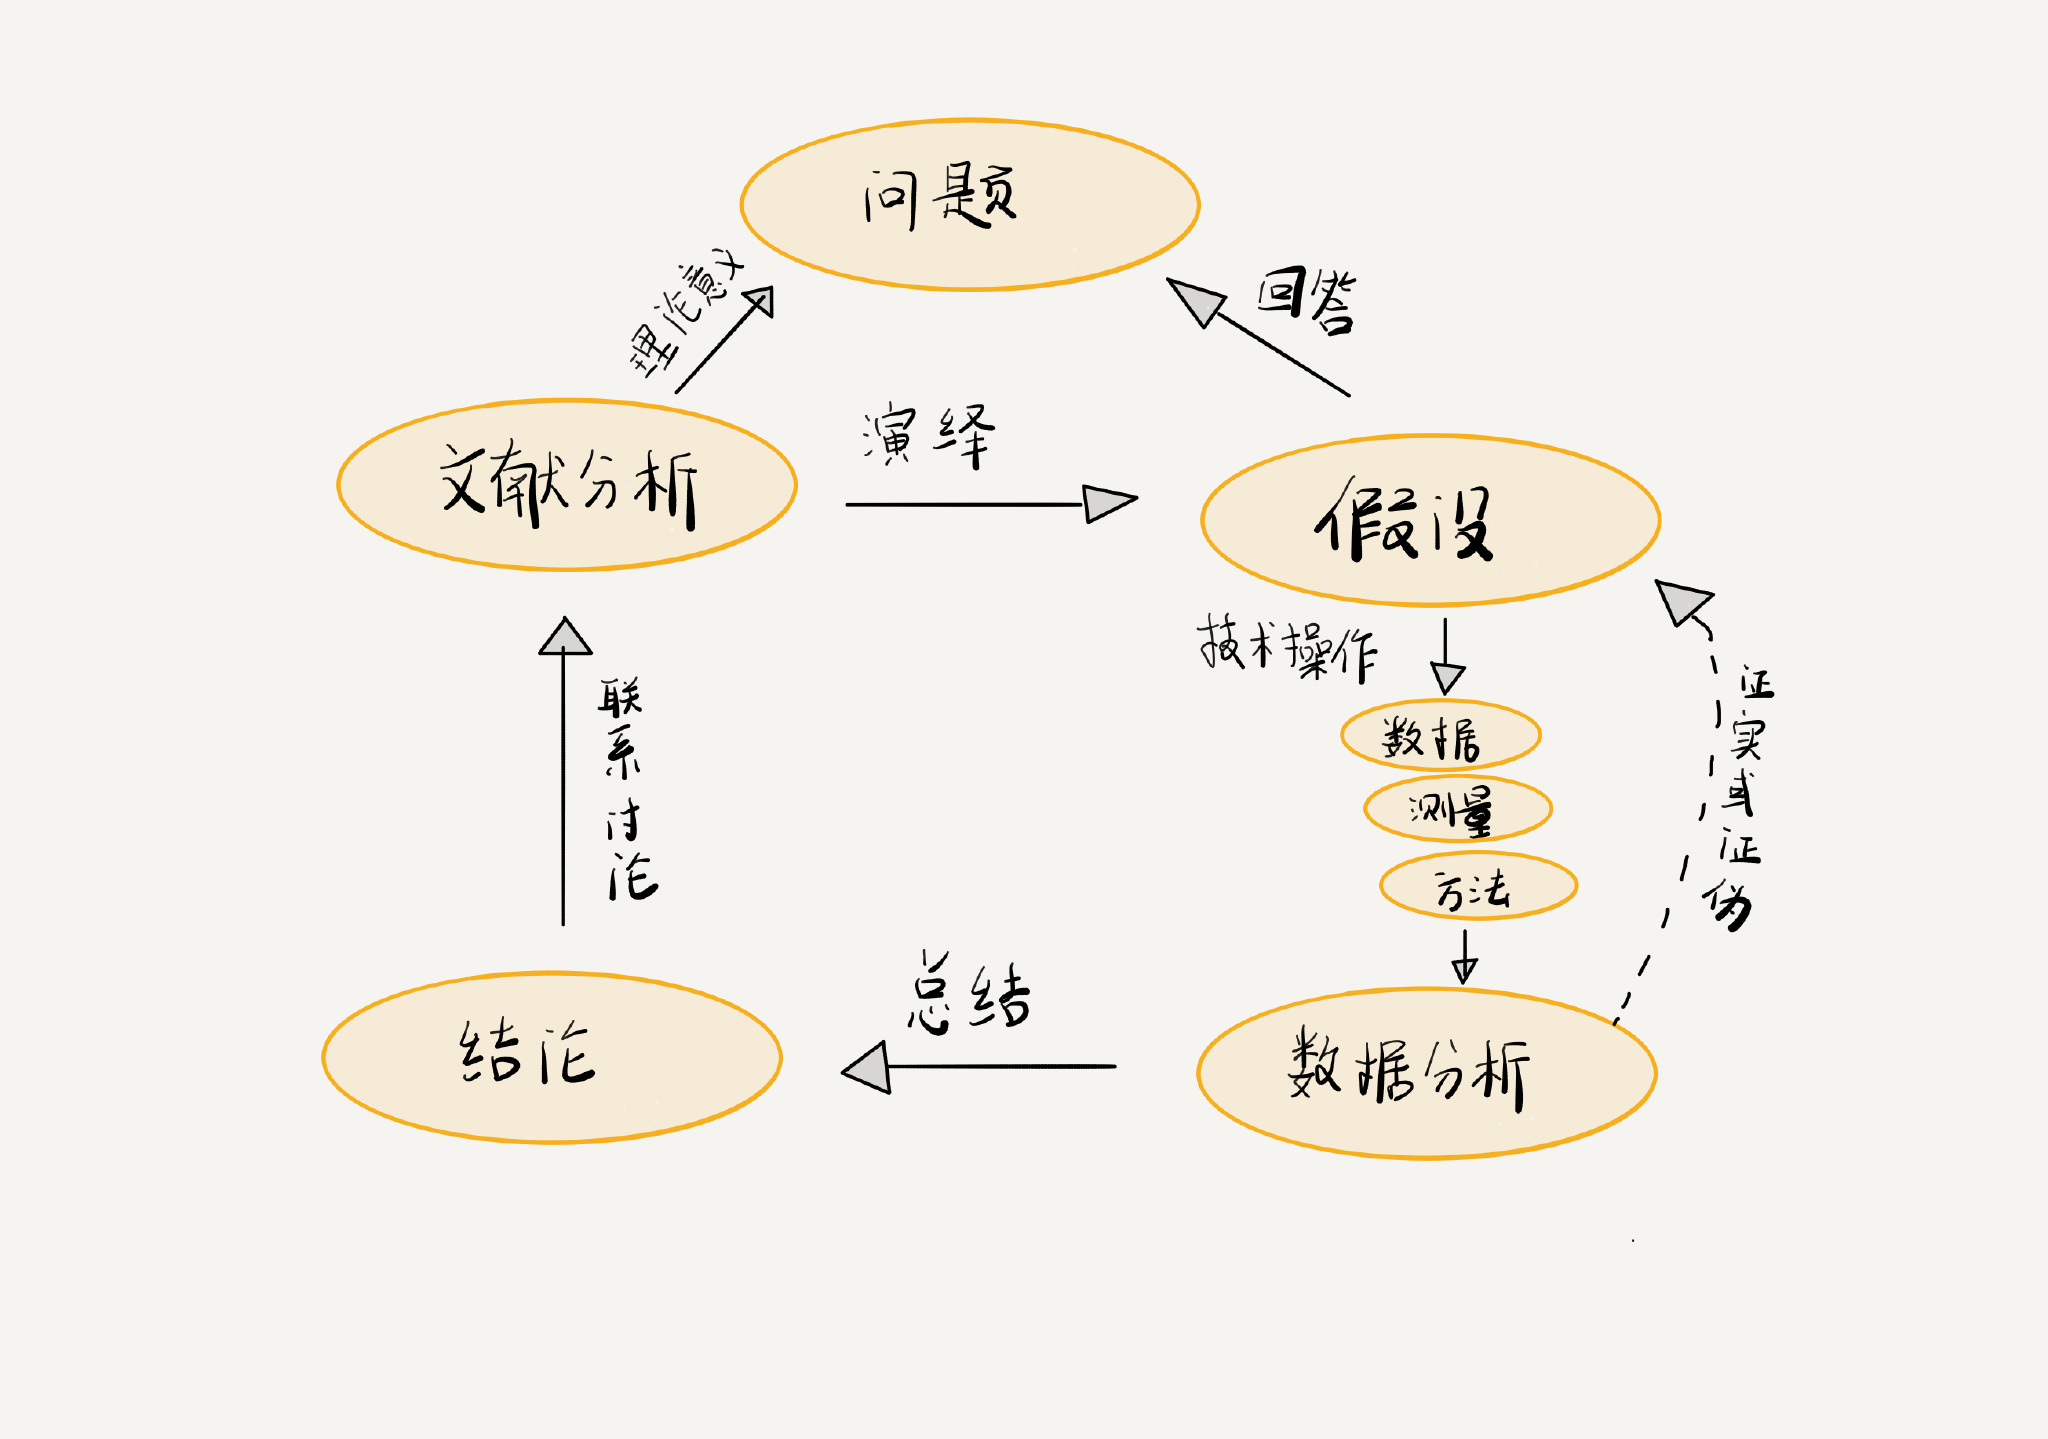 问题
理论意义
回答
演绎
文献分析
假设
技术操作
数据
测量
方法
联系讨论
证实或证伪
总结
结论
数据分析